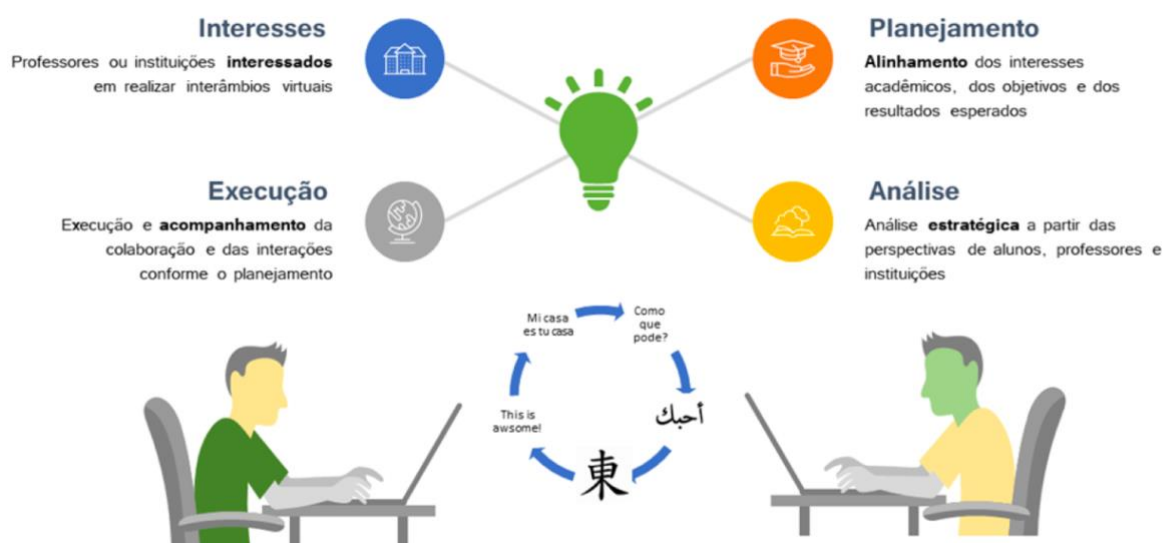 Interesses
Professores ou instituições interessados
em realizar intercâmbios virtuais
Planejamento
Alinhamento dos interesses
acadêmicos, dos objetivos e dos
resultados esperados
Execução
Execução e acompanhamento da
colaboração e das interações
conforme o planejamento
Análise
Análise estratégica a partir das
perspectivas de alunos, professores e
instituições
Mi casa
es tu casa
Como
que
pode?
أحبك
東
This is
awsome!